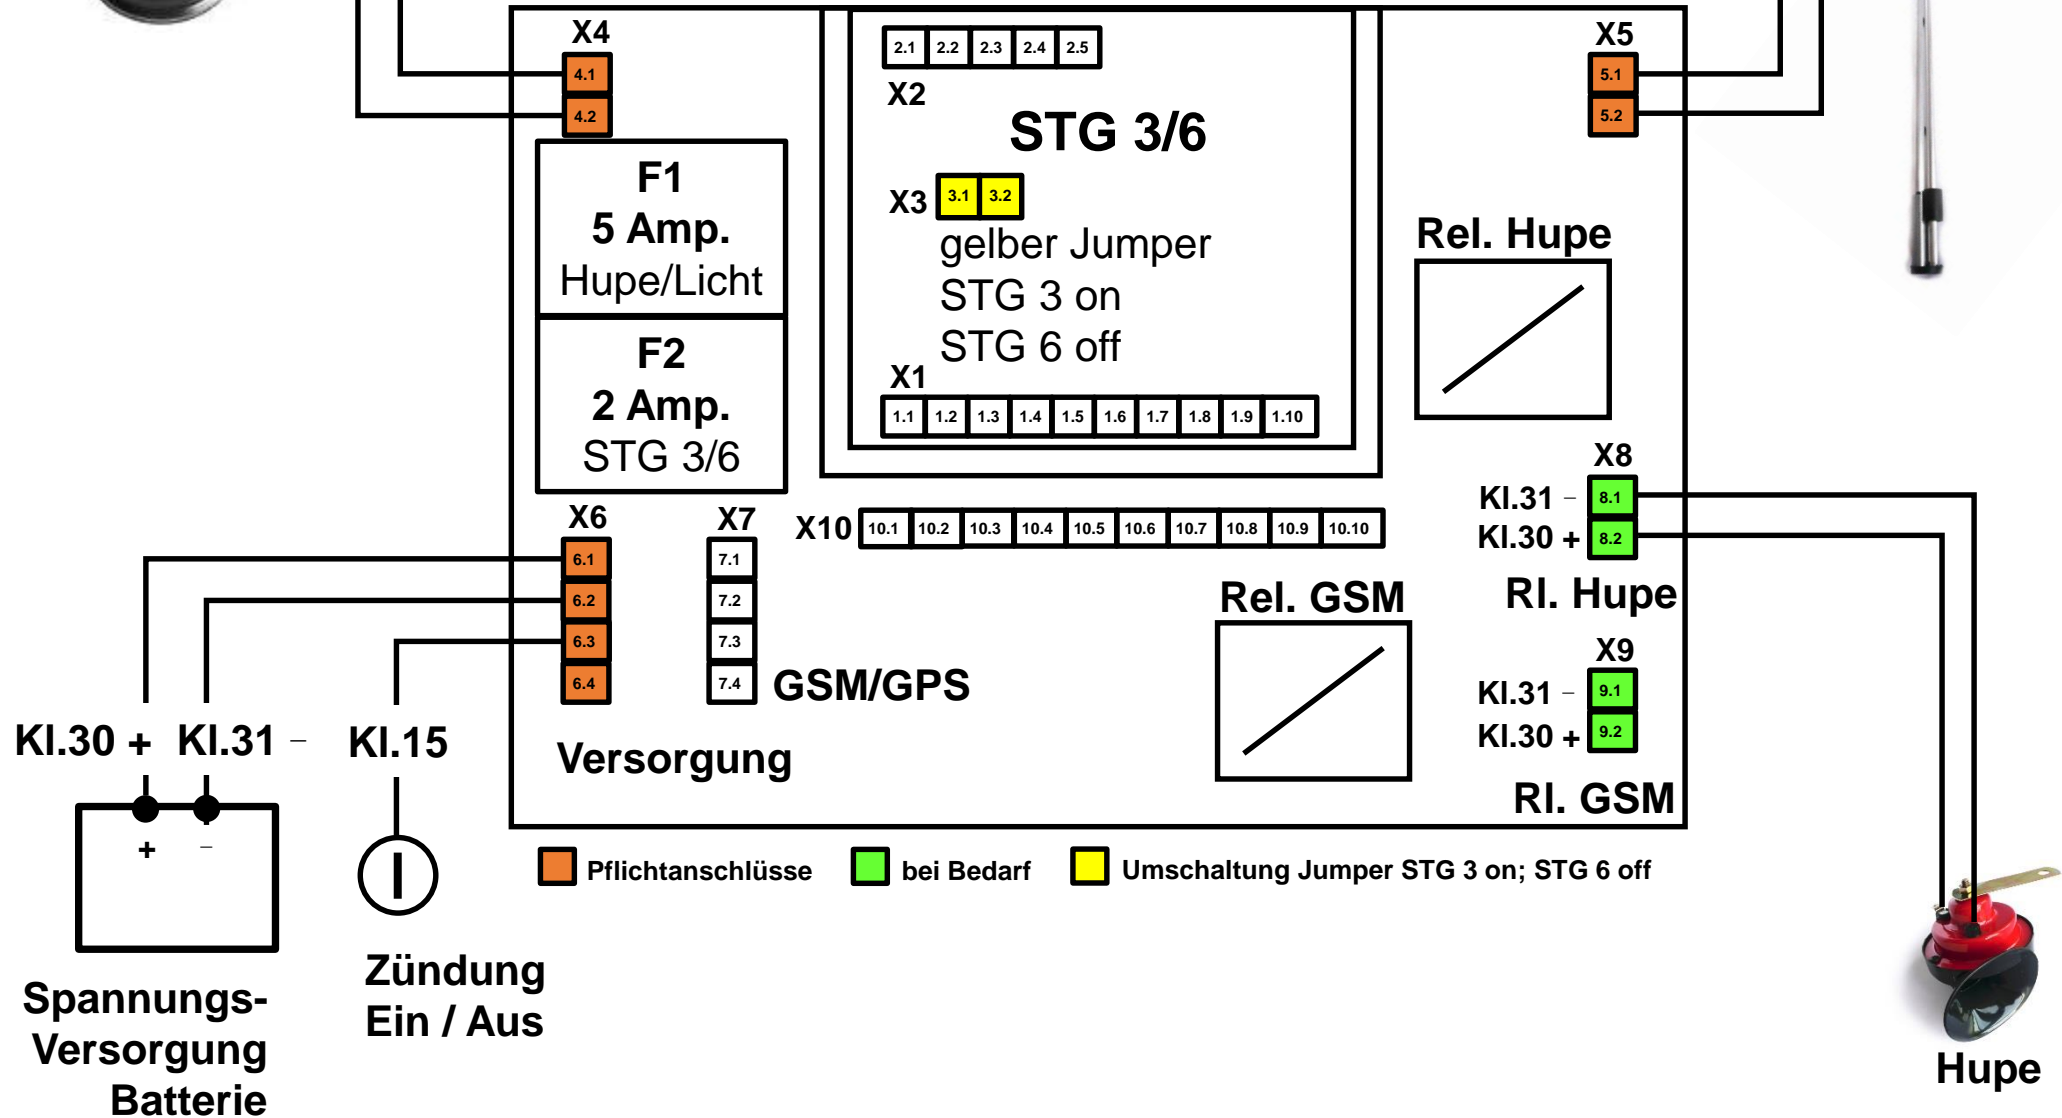 X4
4.1
4.2
2.1 2.2 2.3 2.4 2.5
X2
STG 3/6
X5
5.1
5.2
F1
5 Amp.
Hupe/Licht
X3 3.1 3.2
gelber Jumper
STG 3 on
STG 6 off
Rel. Hupe
F2
2 Amp.
STG 3/6
X1
1.1 1.2 1.3 1.4 1.5 1.6 1.7 1.8 1.9 1.10
X8
Kl.31 – 8.1
Kl.30 + 8.2
Rl. Hupe
X6
6.1
6.2
6.3
6.4
X7
7.1
7.2
7.3
7.4
GSM/GPS
X10 10.1 10.2 10.3 10.4 10.5 10.6 10.7 10.8 10.9 10.10
Rel. GSM
X9
Kl.31 – 9.1
Kl.30 + 9.2
Rl. GSM
Kl.30 + Kl.31 – Kl.15
Versorgung
+ –
Pflichtanschlüsse bei Bedarf Umschaltung Jumper STG 3 on; STG 6 off
Zündung
Ein / Aus
Spannungs-
Versorgung
Batterie
Hupe